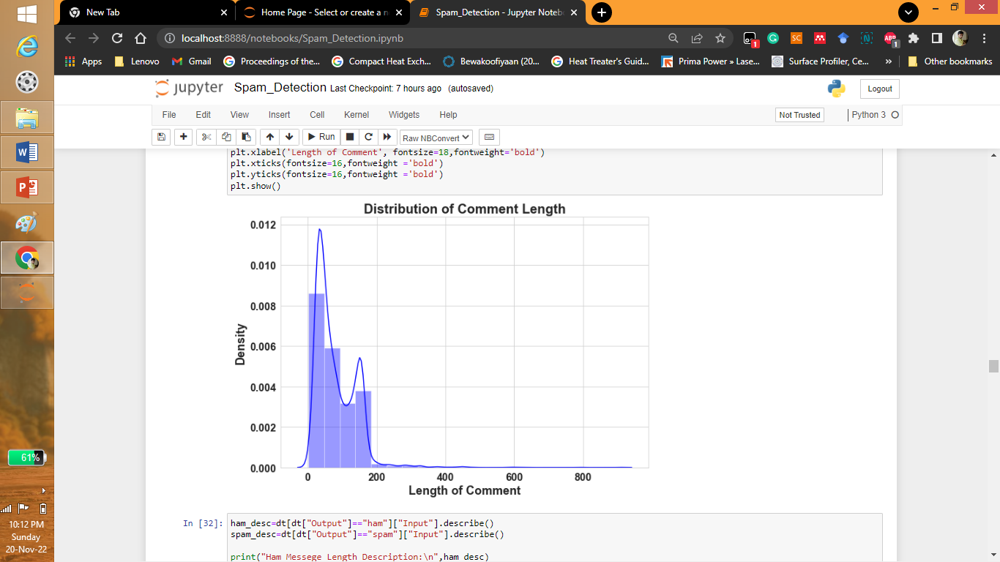 New Tab
Home Page - Select or create a n
Spam_Detection - Jupyter Noteb
localhost:8888/notebooks/Spam_Detection.ipynb
Apps Lenovo Gmail Proceedings of the... Compact Heat Exch... Bewakoofiyaan (20... Heat Treater's Guid... Prima Power » Lase... Surface Profiler, Ce... » Other bookmarks
jupyter Spam_Detection Last Checkpoint: 7 hours ago (autosaved) Logout
File Edit View Insert Cell Kernel Widgets Help Not Trusted Python 3
Run Raw NBConvert
plt.xlabel('Length of Comment', fontsize=18,fontweight='bold')
plt.xticks(fontsize=16,fontweight ='bold')
plt.yticks(fontsize=16,fontweight ='bold')
plt.show()
Distribution of Comment Length
0.012
0.010
0.008
0.006
0.004
0.002
0.000
Density
0 200 400 600 800
Length of Comment
In [32]: ham_desc=dt[dt["Output"]=="ham"]["Input"].describe()
spam_desc=dt[dt["Output"]=="spam"]["Input"].describe()
print("Ham Messege Length Description:\n",ham_desc)
61%
10:12 PM
Sunday
20-Nov-22